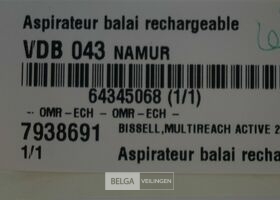 Aspirateur balai rechargeable
VDB 043 NAMUR
64345068 (1/1)
-- OMR-ECH -- OMR-ECH --
7938691 BISSELL,MULTIREACH ACTIVE 2
1/1 Aspirateur balai recha
BELGA VEILINGEN